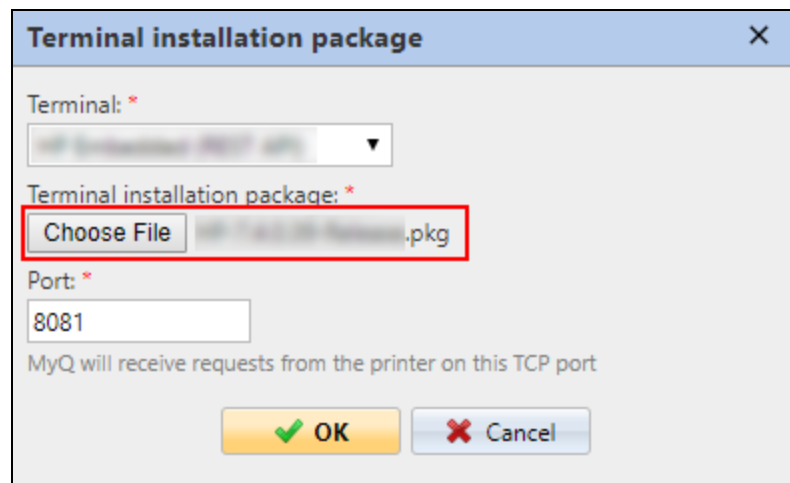 Terminal installation package
Terminal: *
Terminal installation package: *
Choose File .pkg
Port: *
8081
MyQ will receive requests from the printer on this TCP port
OK Cancel